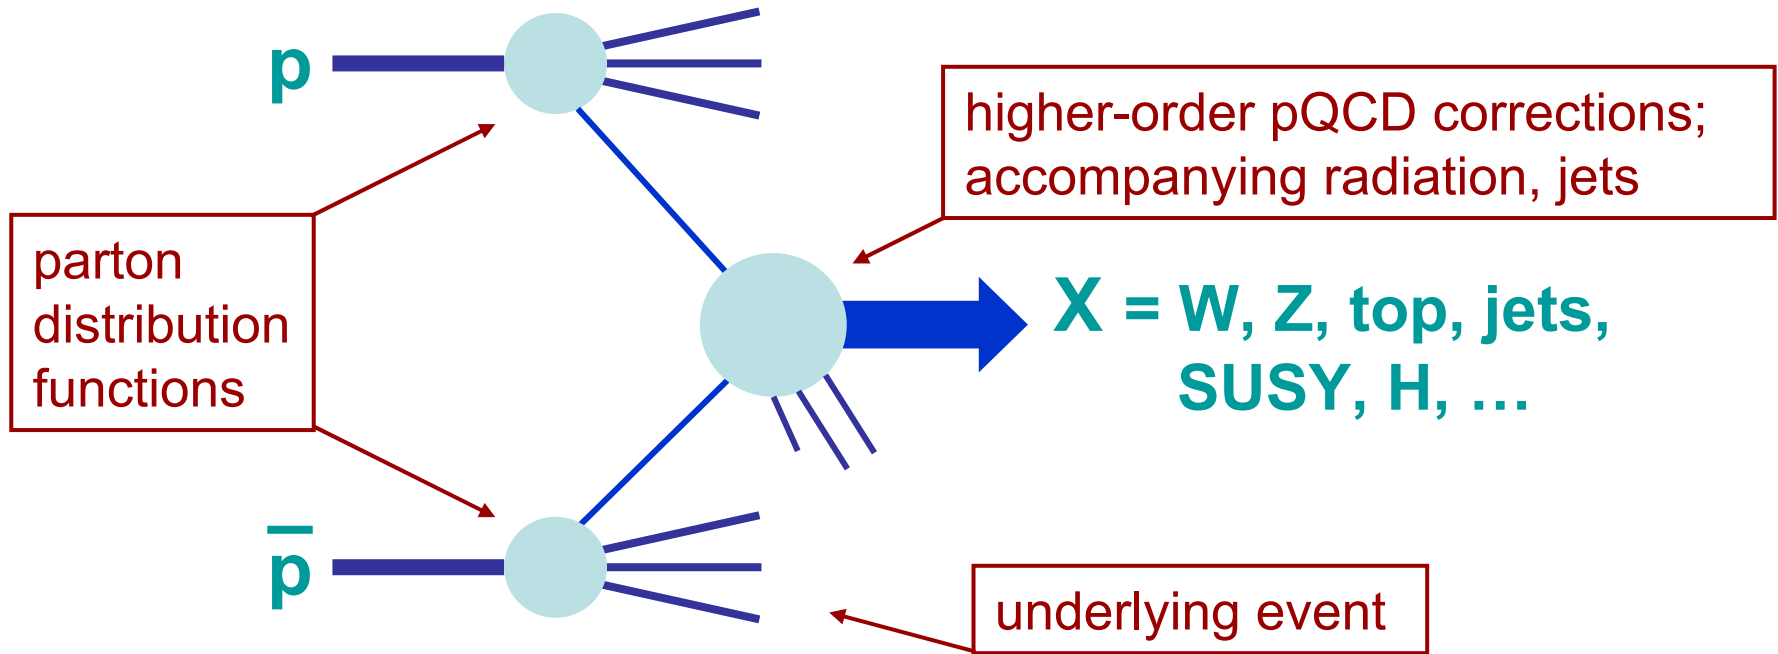 p
higher-order pQCD corrections;
accompanying radiation, jets
parton
distribution
functions
X = W, Z, top, jets,
SUSY, H, …
p̅
underlying event